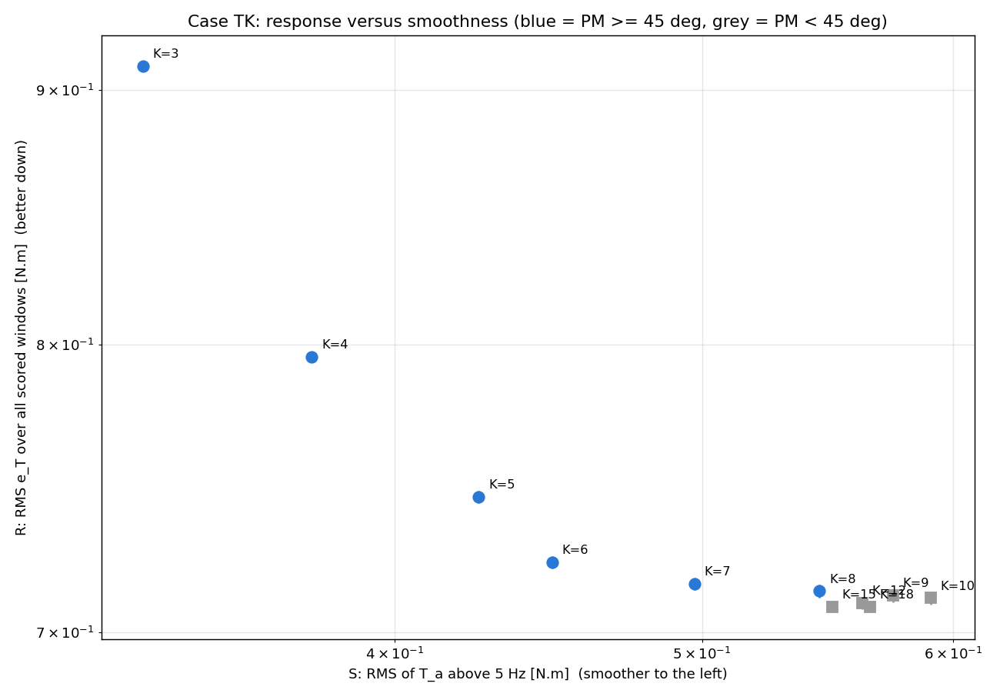 Case TK: response versus smoothness (blue = PM >= 45 deg, grey = PM < 45 deg)
K=3
9 × 10⁻¹
8 × 10⁻¹
K=4
K=5
K=6
K=7
K=8
K=9
K=10
K=15
K=12
K=18
7 × 10⁻¹
4 × 10⁻¹
5 × 10⁻¹
6 × 10⁻¹
S: RMS of T_a above 5 Hz [N.m]  (smoother to the left)
R: RMS e_T over all scored windows [N.m]  (better down)